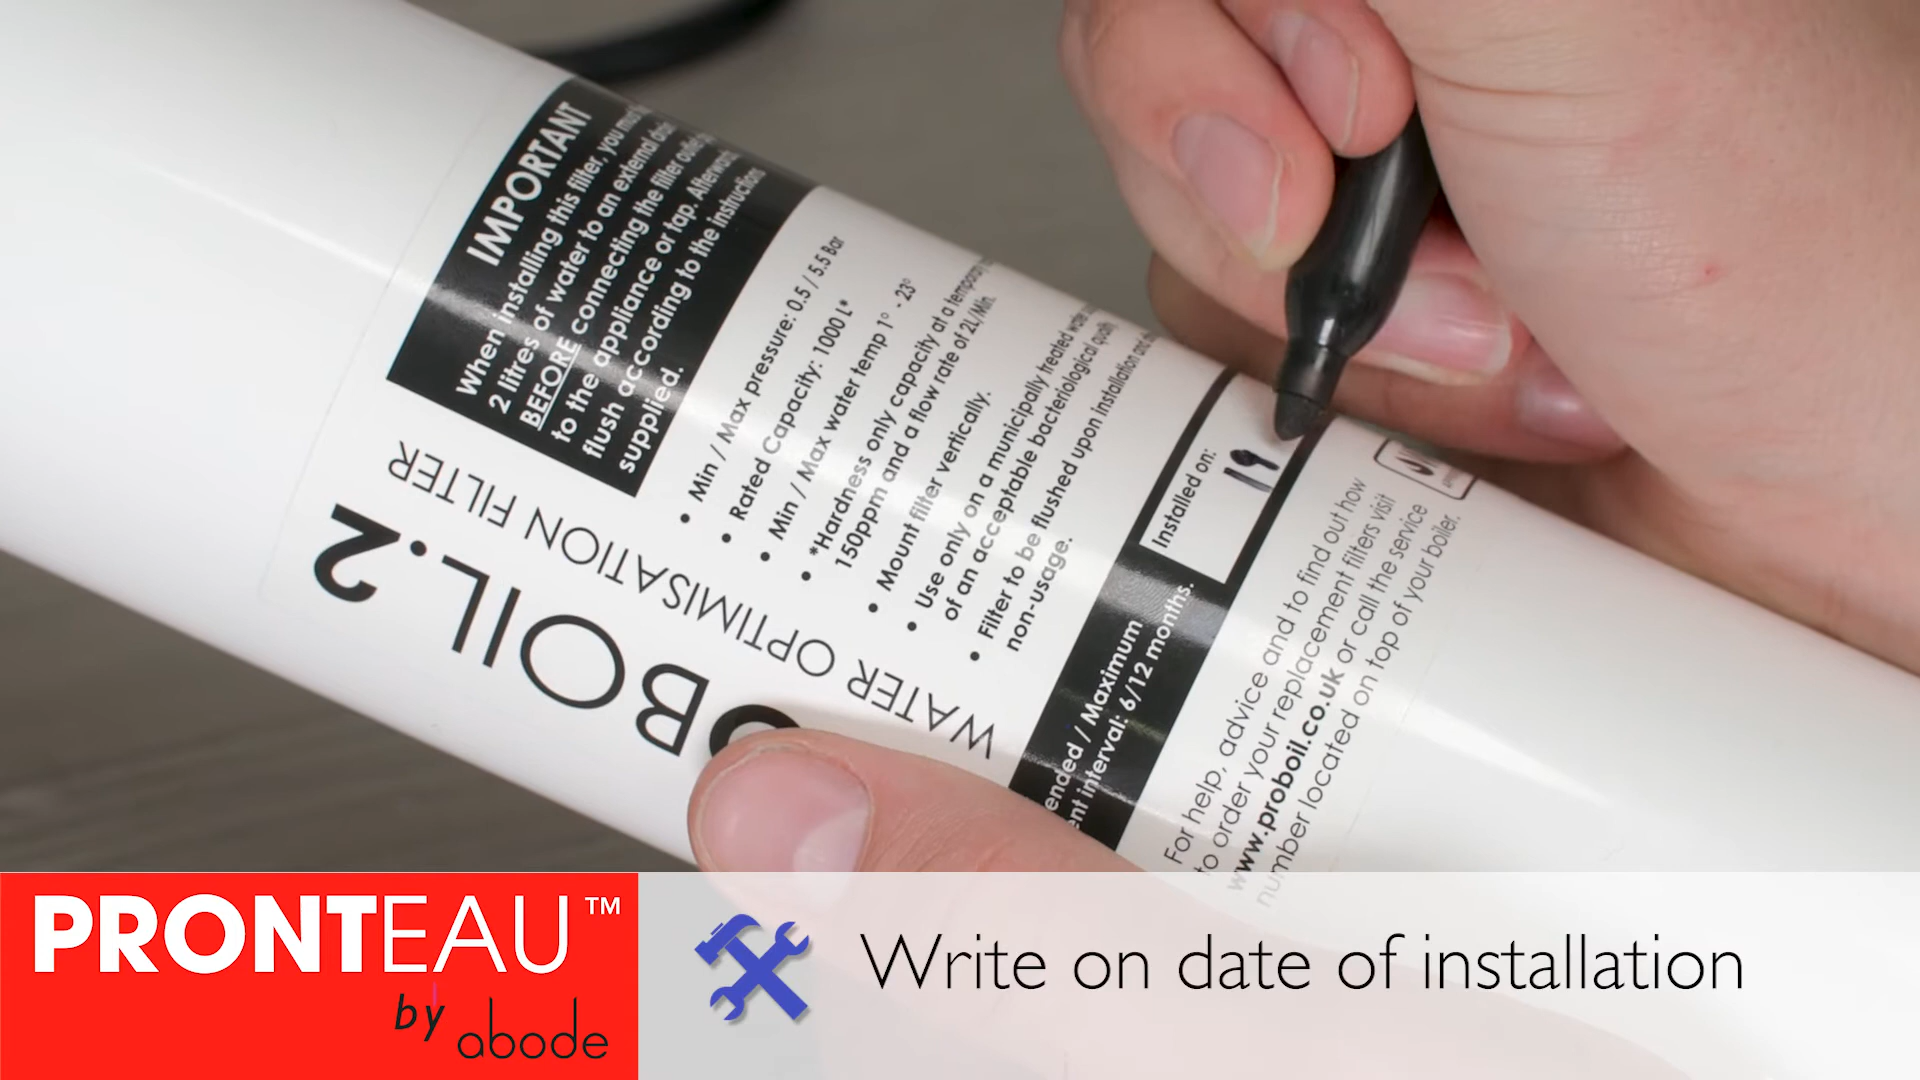 IMPORTANT
When installing this filter, you must
2 litres of water to an external drain
BEFORE connecting the filter outlet
to the appliance or tap. Afterwards
flush according to the instructions
supplied.
BOIL.2
WATER OPTIMISATION FILTER
• Min / Max pressure: 0.5 / 5.5 Bar
• Rated Capacity: 1000 L*
• Min / Max water temp 1° - 23°
• *Hardness only capacity at a
150ppm and a flow rate of 2L/Min.
• Mount filter vertically.
• Use only on a municipally treated water
of an acceptable bacteriological quality
• Filter to be flushed upon installation and
non-usage.
/ Maximum
interval: 6/12 months.
Installed on:
19
For help, advice and to find out how
to order your replacement filters visit
www.proboil.co.uk or call the service
number located on top of your boiler.
PRONTEAU™
by abode
Write on date of installation